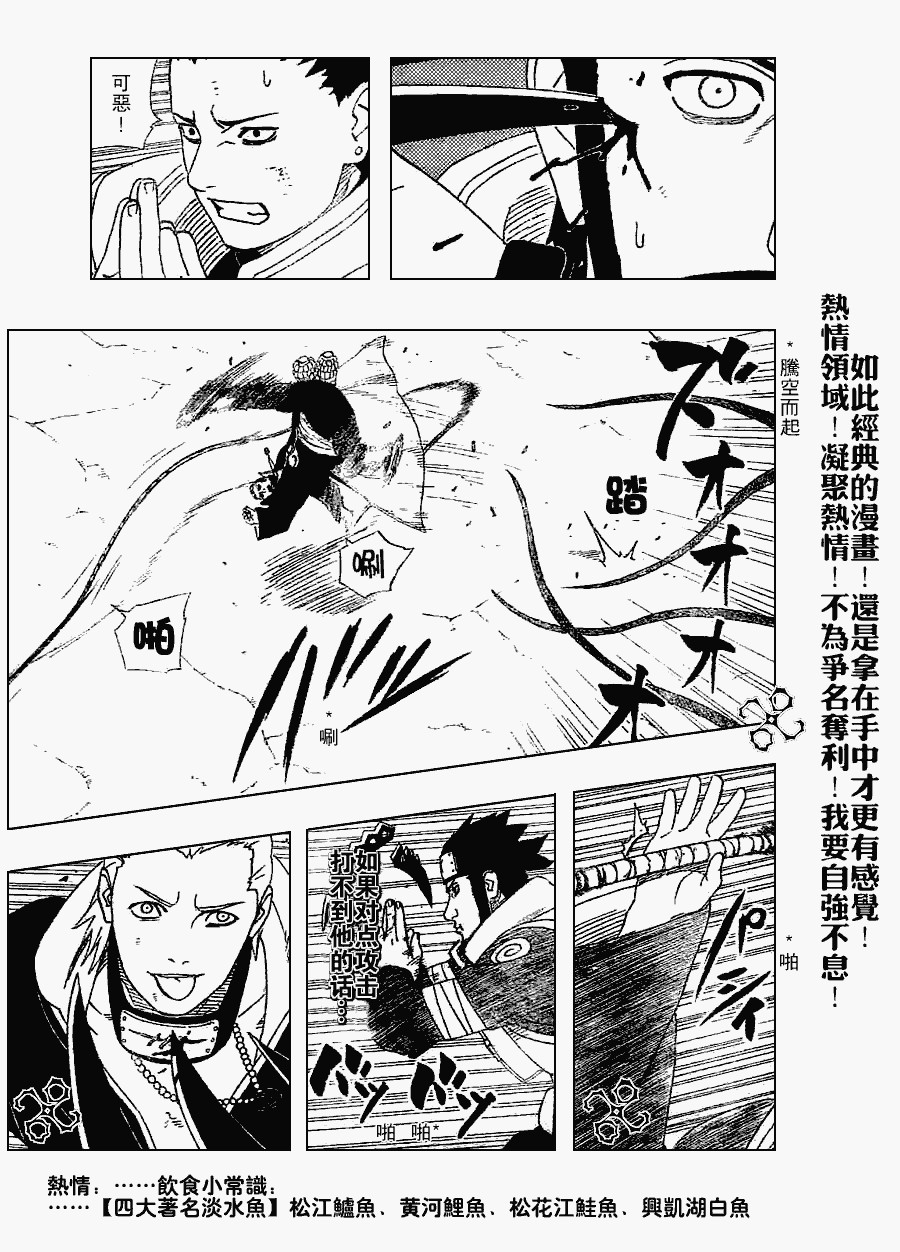 可惡！
ズオオオオ
*騰空而起
踏
唰
啪
*唰
如此經典的漫畫！還是拿在手中才更有感覺！
熱情領域！凝聚熱情！不為爭名奪利！我要自強不息！
パシイ
*啪
如果对点攻击
打不到他的话…
バッ バッ
啪 啪*
熱情：……飲食小常識：
……【四大著名淡水魚】松江鱸魚、黃河鯉魚、松花江鮭魚、興凱湖白魚